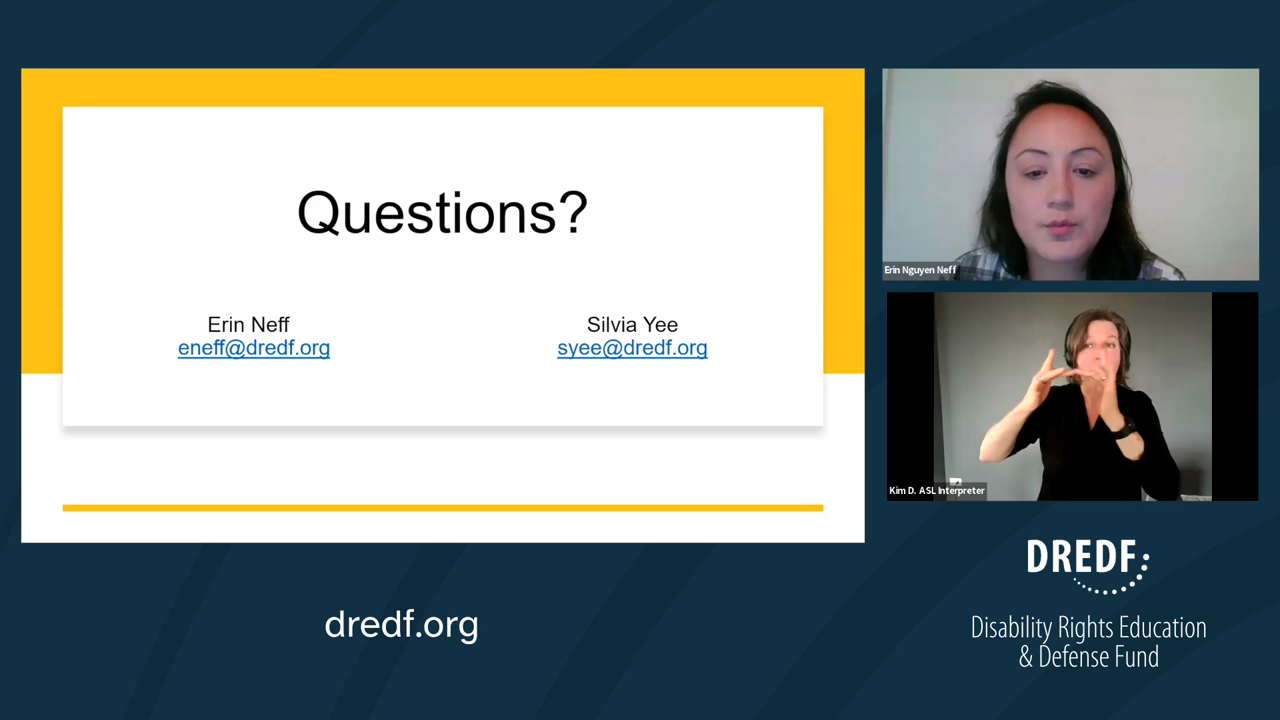 Questions?
Erin Neff
eneff@dredf.org
Silvia Yee
syee@dredf.org
Erin Nguyen Neff
Kim D. ASL Interpreter
dredf.org
DREDF
Disability Rights Education
& Defense Fund